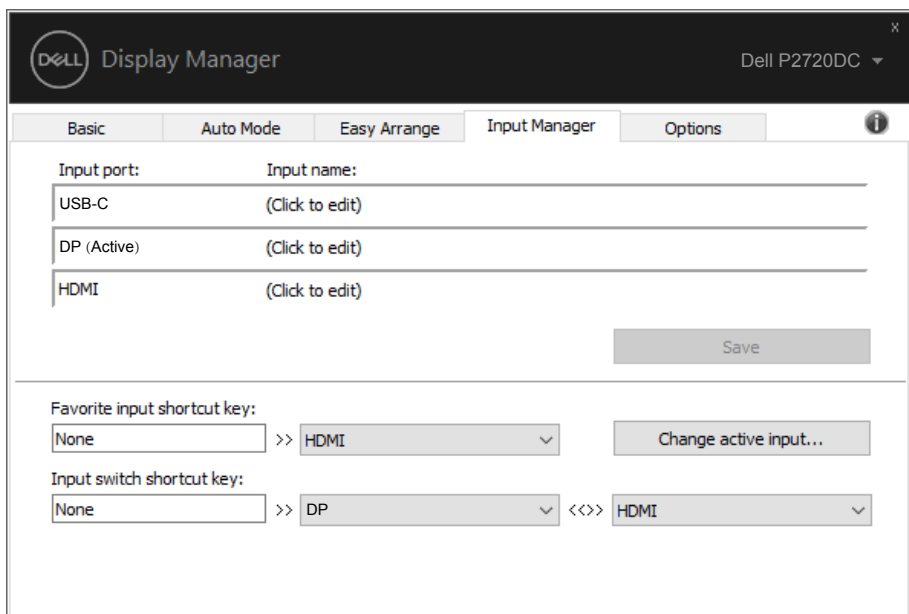 x
DELL Display Manager Dell P2720DC
Basic Auto Mode Easy Arrange Input Manager Options i
Input port: Input name:
USB-C (Click to edit)
DP (Active) (Click to edit)
HDMI (Click to edit)
Save
Favorite input shortcut key:
None >> HDMI Change active input...
Input switch shortcut key:
None >> DP <<>> HDMI